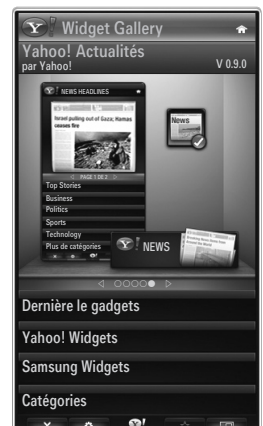 Y! Widget Gallery
Yahoo! Actualités
par Yahoo!
V 0.9.0
Y! NEWS HEADLINES
Israel pulling out of Gaza; Hamas
causes fire
PAGE 1 DE 2
Top Stories
Business
Politics
Sports
Technology
Plus de catégories
News
Y! NEWS
Dernière le gadgets
Yahoo! Widgets
Samsung Widgets
Catégories
Y!